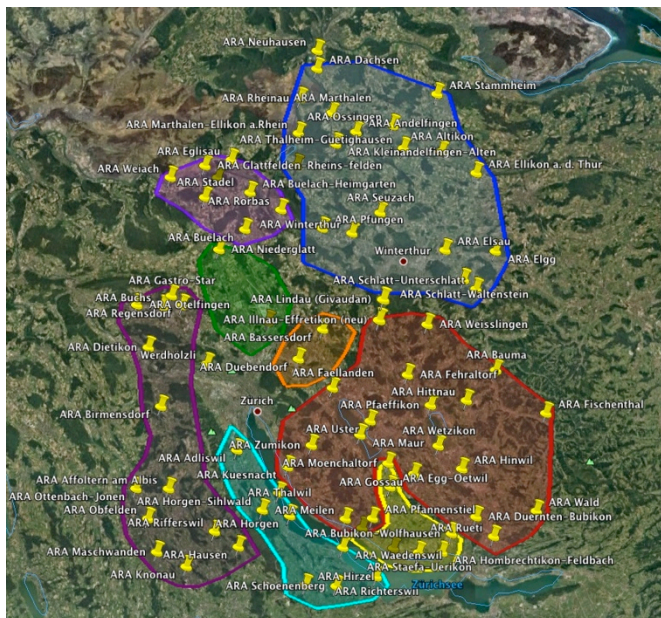 ARA Neuhausen
ARA Dachsen
ARA Stammheim
ARA Rheinau
ARA Marthalen
ARA Ossingen
ARA Andelfingen
ARA Marthalen-Ellikon a.Rhein
ARA Thalheim-Guetighausen
ARA Altikon
ARA Kleinandelfingen-Alten
ARA Eglisau
ARA Glattfelden-Rheins-felden
ARA Ellikon a. d. Thur
ARA Weiach
ARA Stadel
ARA Buelach-Heimgarten
ARA Seuzach
ARA Rorbas
ARA Winterthur
ARA Pfungen
ARA Buelach
ARA Niederglatt
Winterthur
ARA Elsau
ARA Elgg
ARA Gastro-Star
ARA Schlatt-Unterschlatt
ARA Buchs
ARA Otelfingen
ARA Lindau (Givaudan)
ARA Schlatt-Waltenstein
ARA Regensdorf
ARA Illnau-Effretikon (neu)
ARA Weisslingen
ARA Bassersdorf
ARA Dietikon
Werdholzli
ARA Duebendorf
ARA Bauma
ARA Faellanden
ARA Fehraltorf
ARA Hittnau
ARA Birmensdorf
Zurich
ARA Pfaeffikon
ARA Fischenthal
ARA Uster
ARA Wetzikon
ARA Zumikon
ARA Maur
ARA Adliswil
ARA Moenchaltorf
ARA Hinwil
ARA Kuesnacht
ARA Gossau
ARA Egg-Oetwil
ARA Affoltern am Albis
ARA Thalwil
ARA Ottenbach-Jonen
ARA Horgen-Sihlwald
ARA Wald
ARA Obfelden
ARA Meilen
ARA Pfannenstiel
ARA Duernten-Bubikon
ARA Rifferswil
ARA Horgen
ARA Bubikon-Wolfhausen
ARA Rueti
ARA Maschwanden
ARA Hausen
ARA Waedenswil
ARA Hombrechtikon-Feldbach
ARA Staefa-Uerikon
ARA Knonau
ARA Schoenenberg
ARA Hirzel
Zürichsee
ARA Richterswil